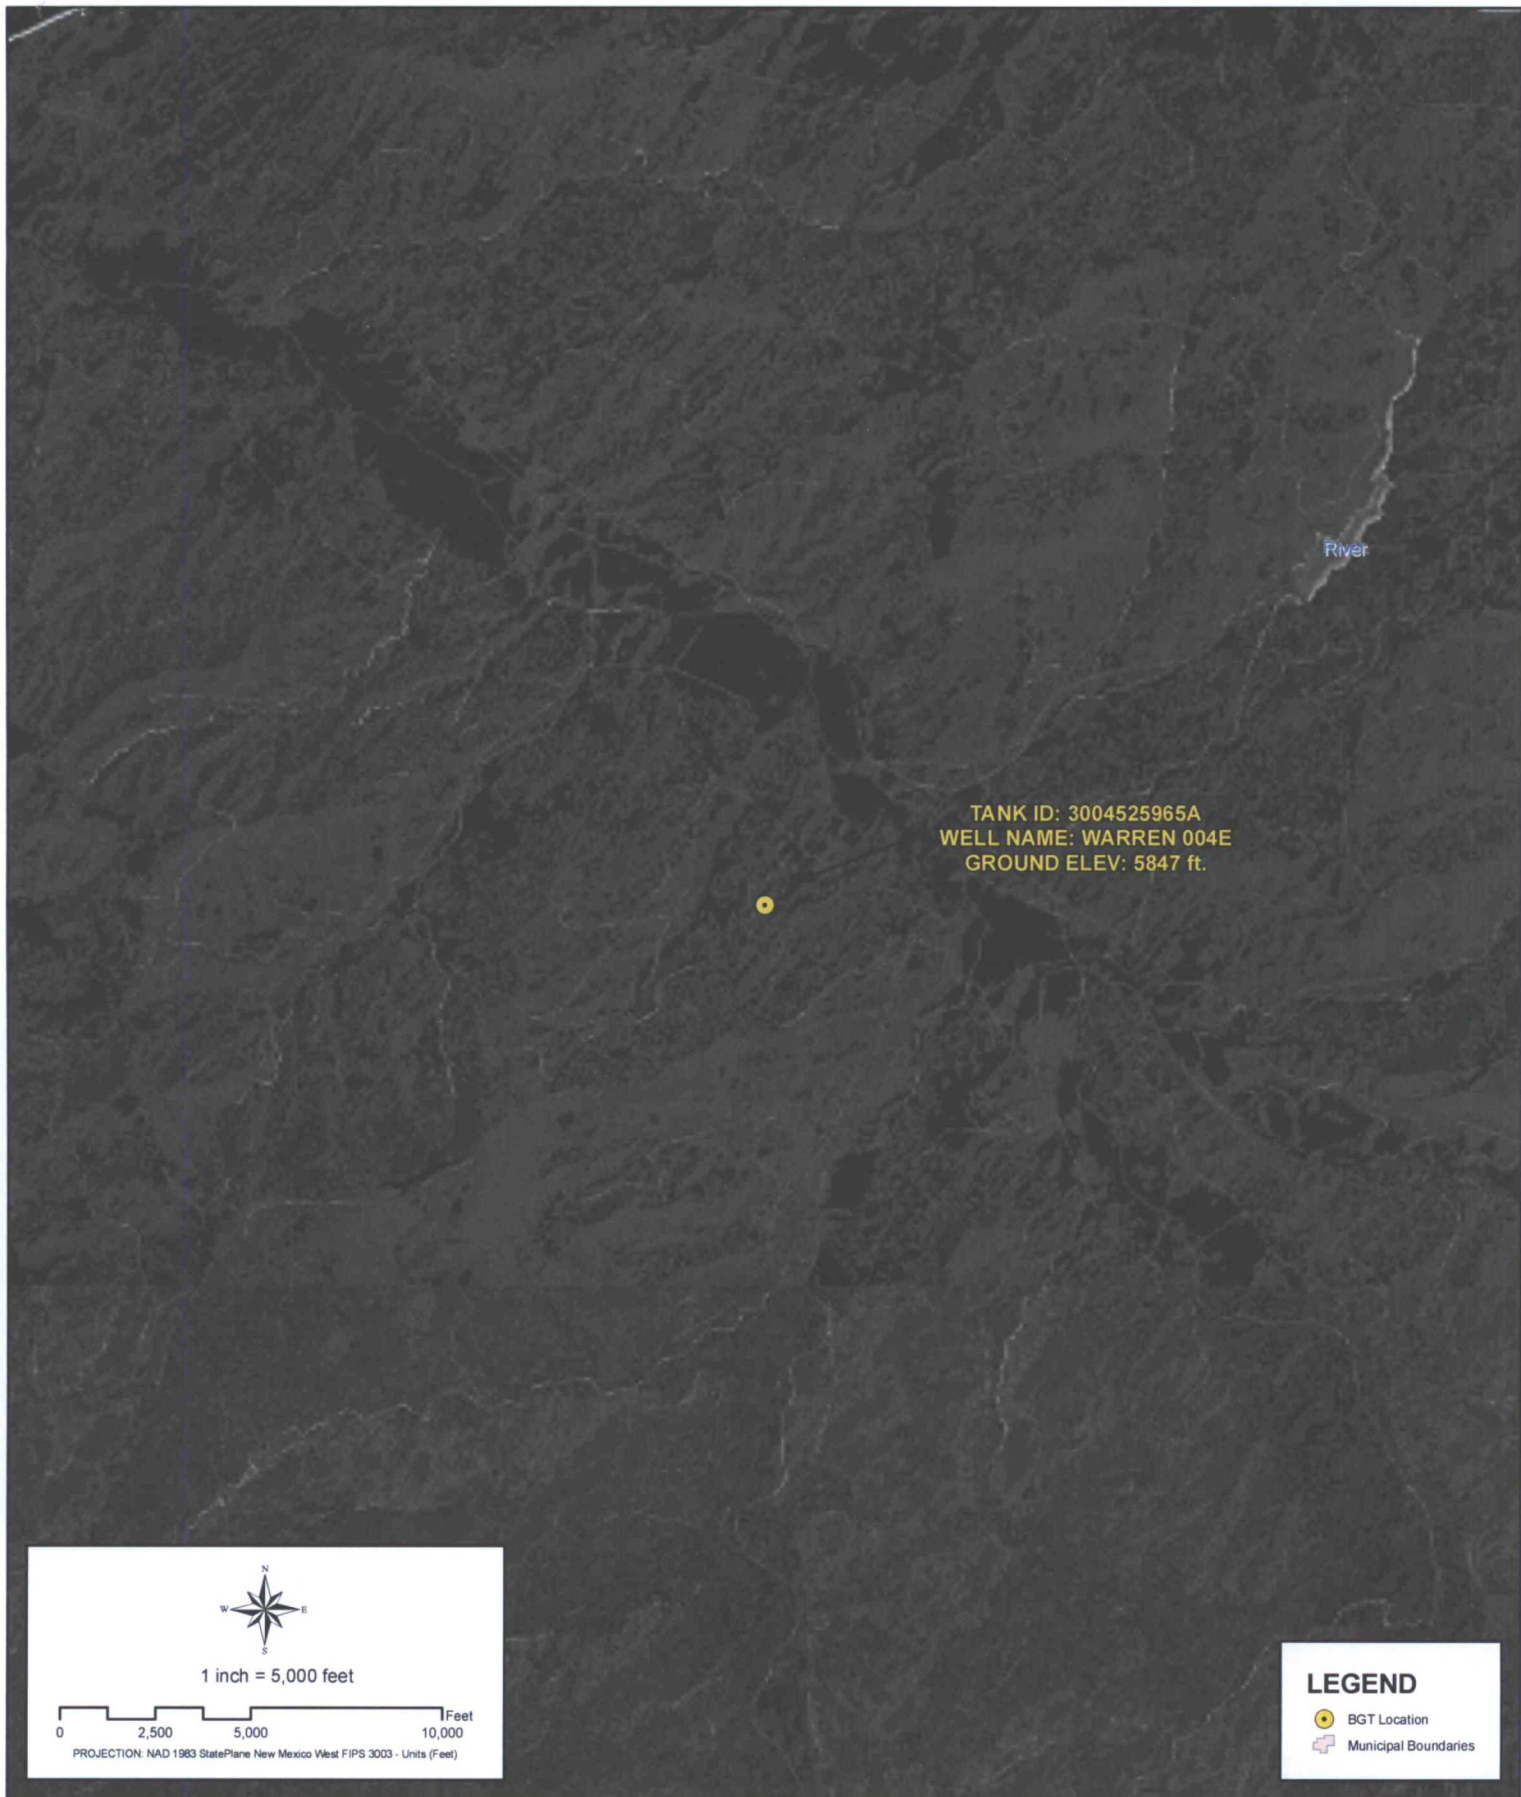 River
TANK ID: 3004525965A
WELL NAME: WARREN 004E
GROUND ELEV: 5847 ft.
N
W E
S
1 inch = 5,000 feet
Feet
0 2,500 5,000 10,000
PROJECTION: NAD 1983 StatePlane New Mexico West FIPS 3003 - Units (Feet)
LEGEND
BGT Location
Municipal Boundaries